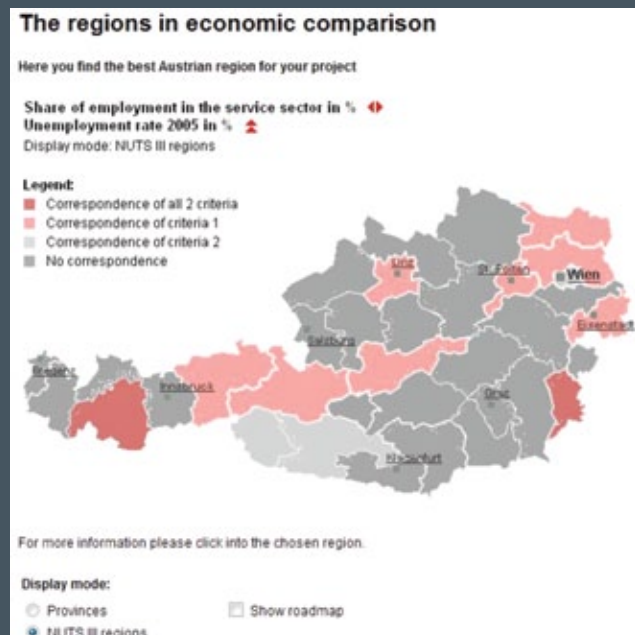 The regions in economic comparison
Here you find the best Austrian region for your project
Share of employment in the service sector in %
Unemployment rate 2005 in %
Display mode: NUTS III regions
Legend:
Correspondence of all 2 criteria
Correspondence of criteria 1
Correspondence of criteria 2
No correspondence
Linz
St. Pölten
Wien
Eisenstadt
Salzburg
Bregenz
Innsbruck
Graz
Klagenfurt
For more information please click into the chosen region.
Display mode:
Provinces Show roadmap
NUTS III regions